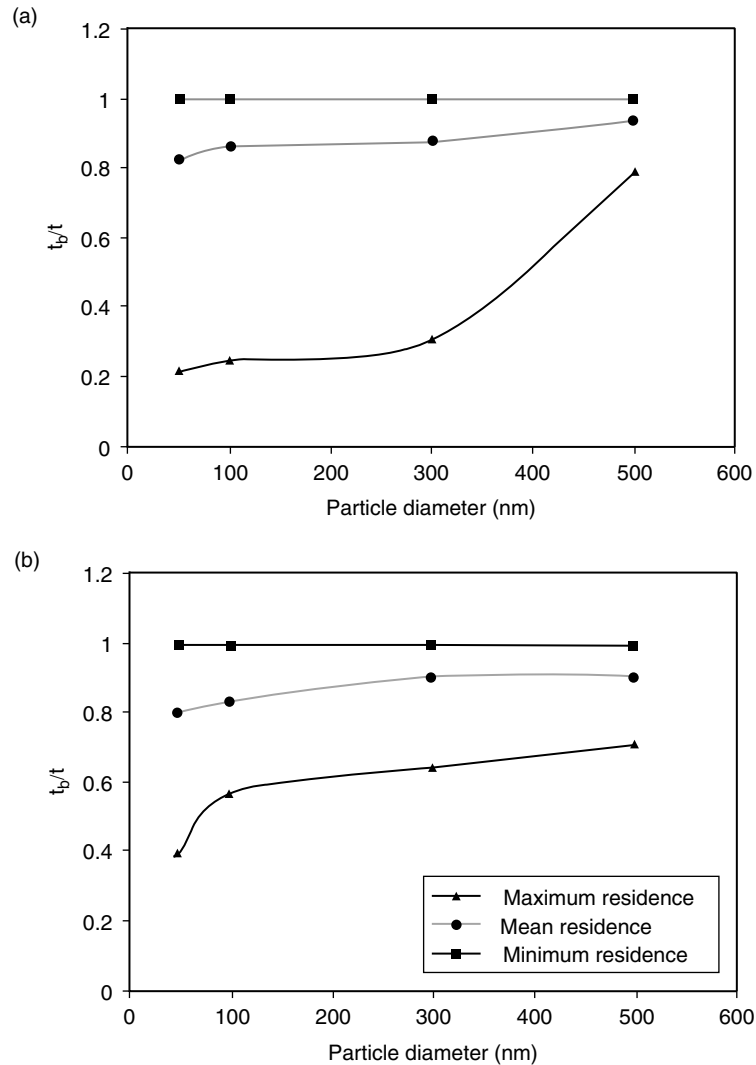 (a)
1.2
1
0.8
0.6
0.4
0.2
0
t_b/t
0 100 200 300 400 500 600
Particle diameter (nm)
(b)
1.2
1
0.8
0.6
0.4
0.2
0
t_b/t
Maximum residence
Mean residence
Minimum residence
0 100 200 300 400 500 600
Particle diameter (nm)